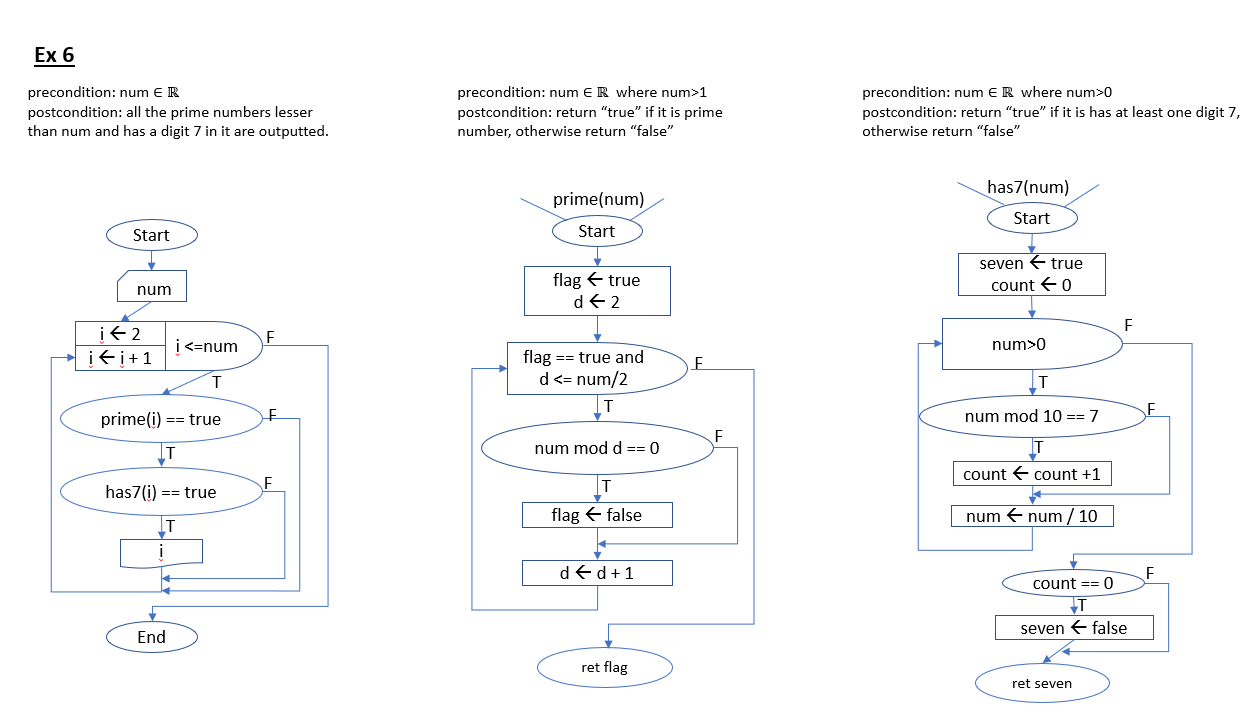 Ex 6
precondition: num ∈ ℝ
postcondition: all the prime numbers lesser
than num and has a digit 7 in it are outputted.
Start
num
i ← 2
i ← i + 1
i <=num
F
T
prime(i) == true
F
T
has7(i) == true
F
T
i
End
precondition: num ∈ ℝ where num>1
postcondition: return “true” if it is prime
number, otherwise return “false”
prime(num)
Start
flag ← true
d ← 2
flag == true and
d <= num/2
F
T
num mod d == 0
F
T
flag ← false
d ← d + 1
ret flag
precondition: num ∈ ℝ where num>0
postcondition: return “true” if it is has at least one digit 7,
otherwise return “false”
has7(num)
Start
seven ← true
count ← 0
num>0
F
T
num mod 10 == 7
F
T
count ← count +1
num ← num / 10
count == 0
F
T
seven ← false
ret seven